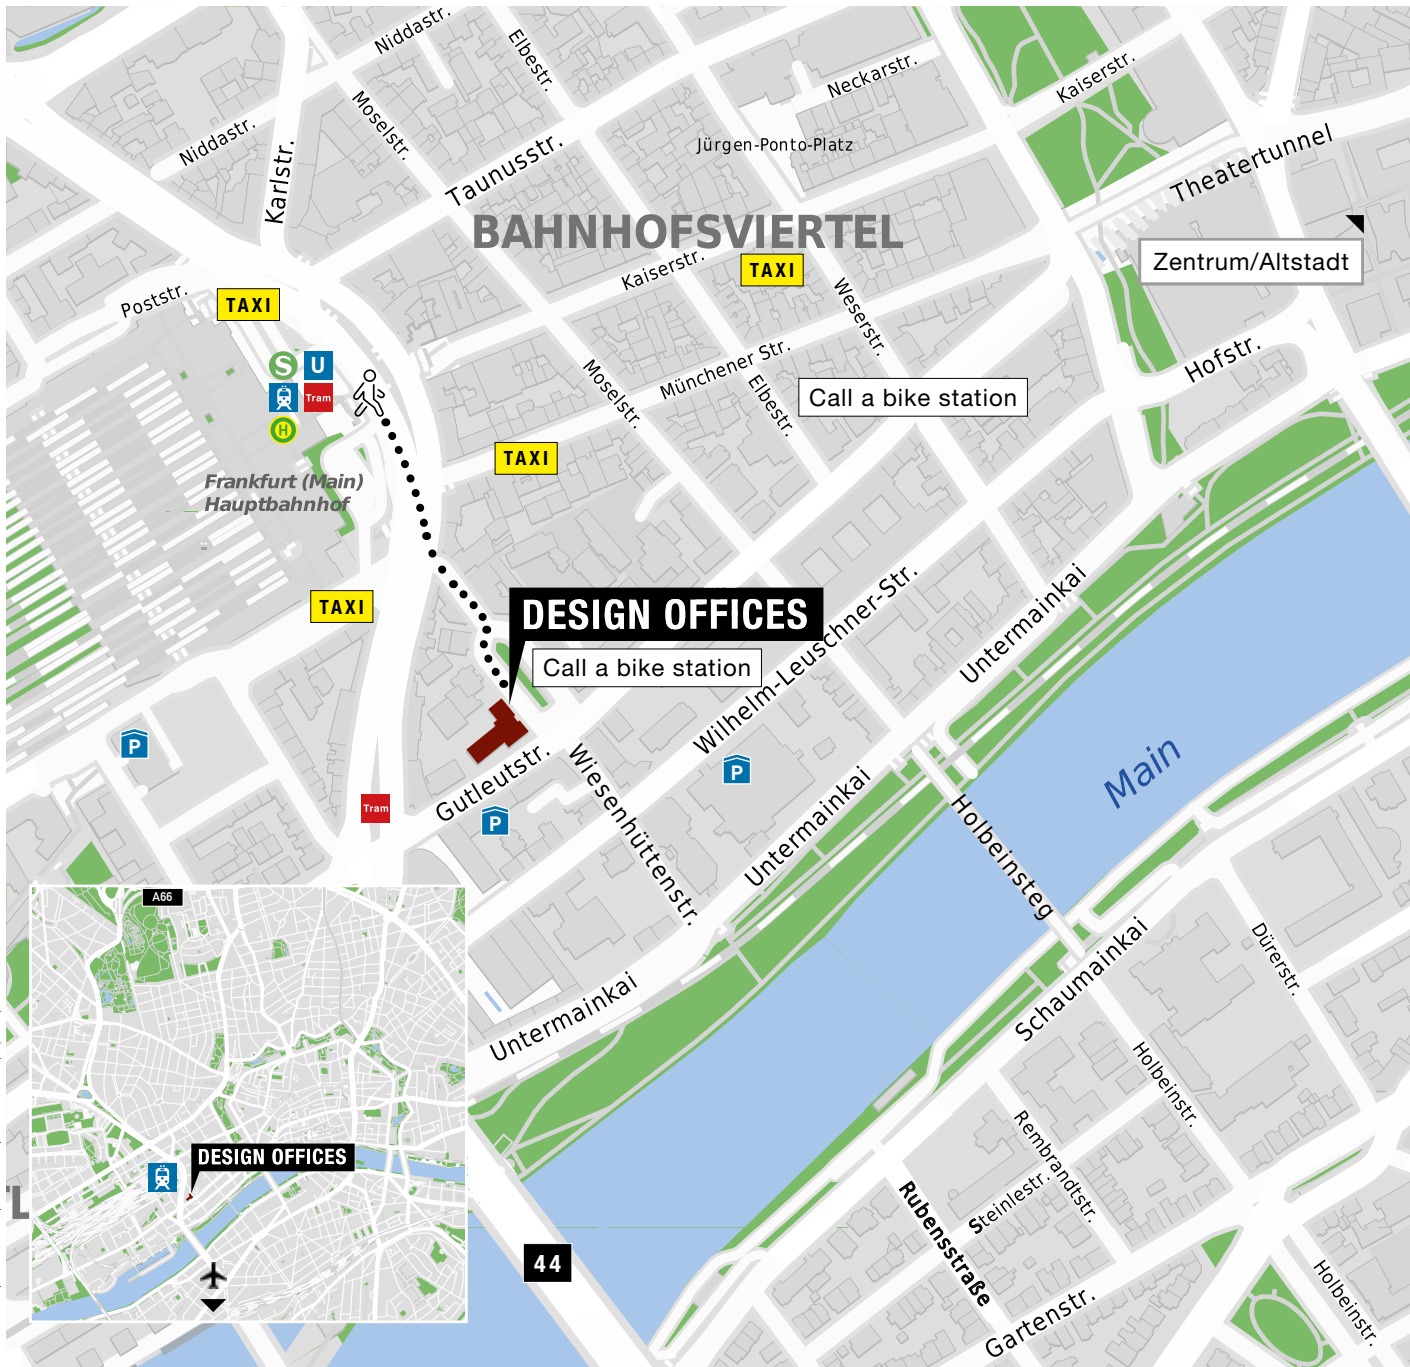 Niddastr.
Elbestr.
Neckarstr.
Kaiserstr.
Moselstr.
Niddastr.
Karlstr.
Taunusstr.
Jürgen-Ponto-Platz
Theatertunnel
BAHNHOFSVIERTEL
Zentrum/Altstadt
Kaiserstr.
TAXI
Poststr.
TAXI
Weserstr.
Hofstr.
S
U
Tram
H
Münchener Str.
Moselstr.
Elbestr.
Call a bike station
TAXI
Frankfurt (Main)
Hauptbahnhof
TAXI
DESIGN OFFICES
Call a bike station
Wilhelm-Leuschner-Str.
Untermainkai
P
Gutleutstr.
Wiesenhüttenstr.
P
Main
Tram
P
Untermainkai
Holbeinsteg
A66
Dürerstr.
Schaumainkai
Untermainkai
Holbeinstr.
Rembrandtstr.
DESIGN OFFICES
Steinlestr.
Rubensstraße
44
Holbeinstr.
Gartenstr.